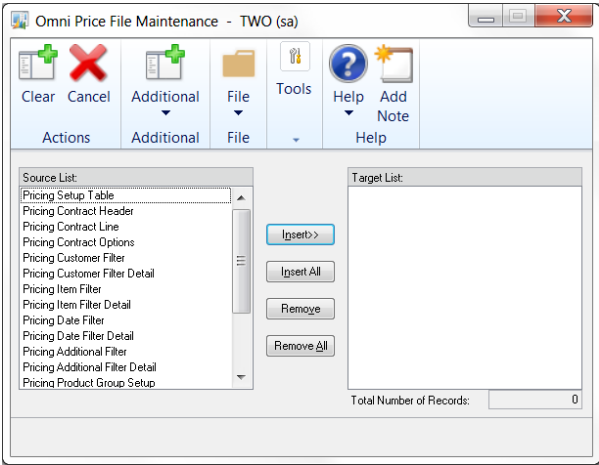 Omni Price File Maintenance - TWO (sa)
Clear Cancel Additional File Tools Help Add Note
Actions Additional File Help
Source List: Target List:
Pricing Setup Table
Pricing Contract Header
Pricing Contract Line
Pricing Contract Options
Pricing Customer Filter
Pricing Customer Filter Detail
Pricing Item Filter
Pricing Item Filter Detail
Pricing Date Filter
Pricing Date Filter Detail
Pricing Additional Filter
Pricing Additional Filter Detail
Pricing Product Group Setup
Insert>>
Insert All
Remove
Remove All
Total Number of Records: 0